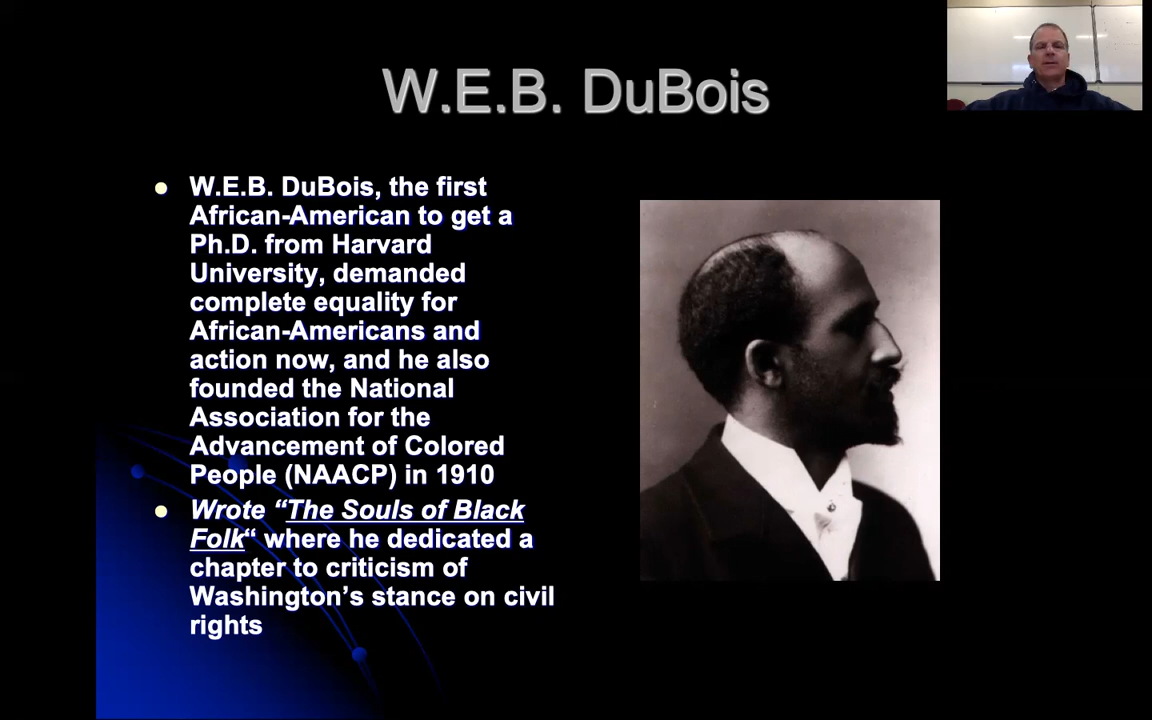 W.E.B. DuBois
W.E.B. DuBois, the first
African-American to get a
Ph.D. from Harvard
University, demanded
complete equality for
African-Americans and
action now, and he also
founded the National
Association for the
Advancement of Colored
People (NAACP) in 1910
Wrote “The Souls of Black
Folk“ where he dedicated a
chapter to criticism of
Washington’s stance on civil
rights